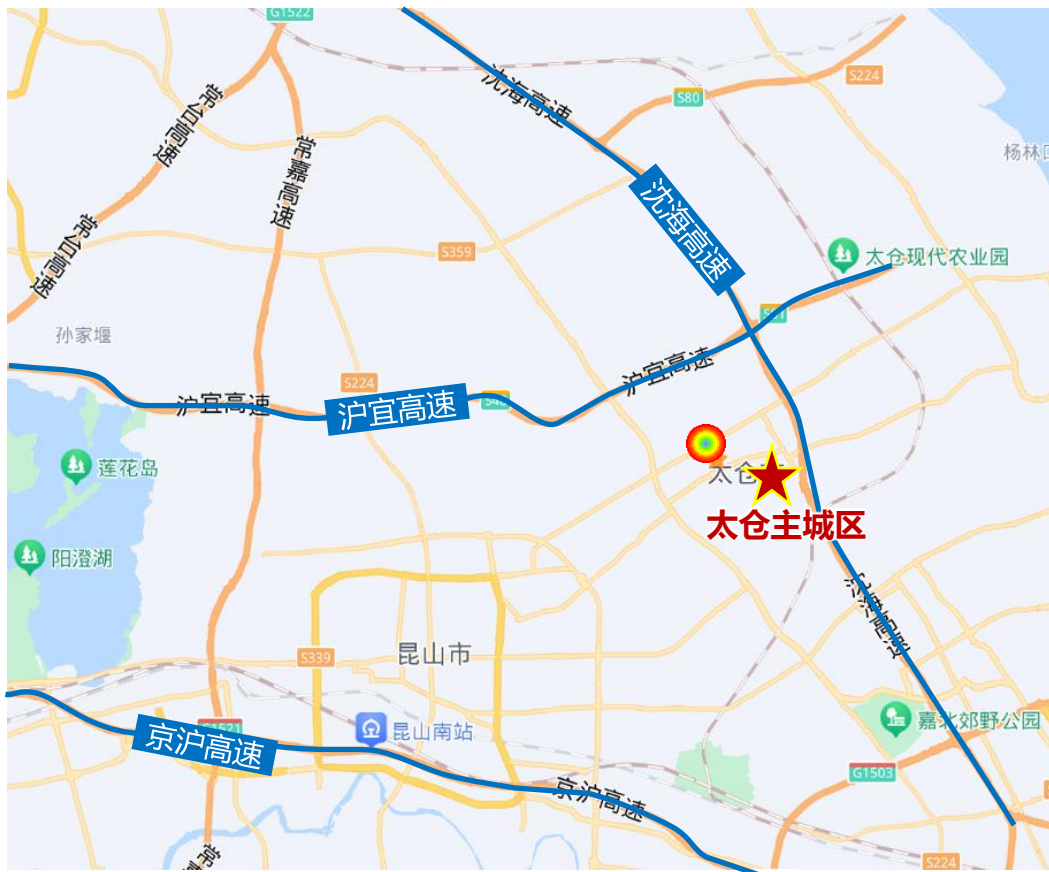 G1522
沈海高速
S224
S80
常台高速
常嘉高速
杨林口
沈海高速
常台高速
S359
太仓现代农业园
孙家堰
沪宜高速
S224
沪宜高速
沪宜高速
莲花岛
太仓
太仓主城区
阳澄湖
沈海高速
昆山市
S339
嘉北郊野公园
昆山南站
京沪高速
G1503
京沪高速
S224